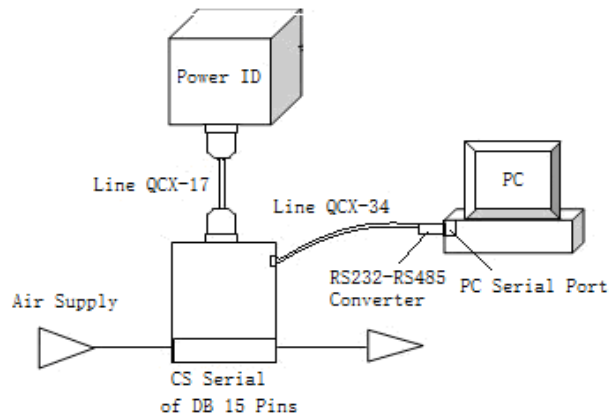 Power ID
Line QCX-17
Line QCX-34
PC
RS232-RS485
Converter
PC Serial Port
Air Supply
CS Serial
of DB 15 Pins